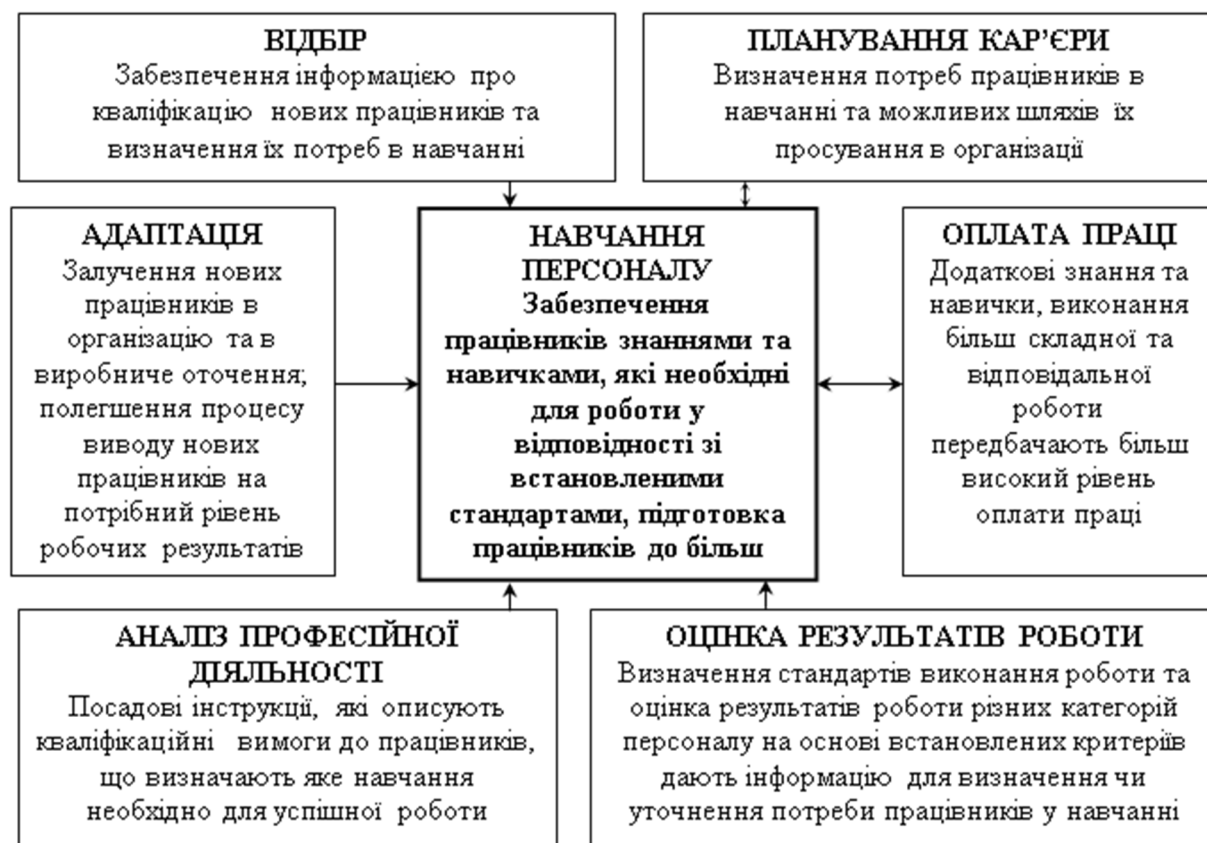 ВІДБІР
Забезпечення інформацією про
кваліфікацію нових працівників та
визначення їх потреб в навчанні
ПЛАНУВАННЯ КАР’ЄРИ
Визначення потреб працівників в
навчанні та можливих шляхів їх
просування в організації
АДАПТАЦІЯ
Залучення нових
працівників в
організацію та в
виробниче оточення;
полегшення процесу
виводу нових
працівників на
потрібний рівень
робочих результатів
НАВЧАННЯ
ПЕРСОНАЛУ
Забезпечення
працівників знаннями та
навичками, які необхідні
для роботи у
відповідності зі
встановленими
стандартами, підготовка
працівників до більш
ОПЛАТА ПРАЦІ
Додаткові знання та
навички, виконання
більш складної та
відповідальної
роботи
передбачають більш
високий рівень
оплати праці
АНАЛІЗ ПРОФЕСІЙНОЇ
ДІЯЛЬНОСТІ
Посадові інструкції, які описують
кваліфікаційні вимоги до працівників,
що визначають яке навчання
необхідно для успішної роботи
ОЦІНКА РЕЗУЛЬТАТІВ РОБОТИ
Визначення стандартів виконання роботи та
оцінка результатів роботи різних категорій
персоналу на основі встановлених критеріїв
дають інформацію для визначення чи
уточнення потреби працівників у навчанні